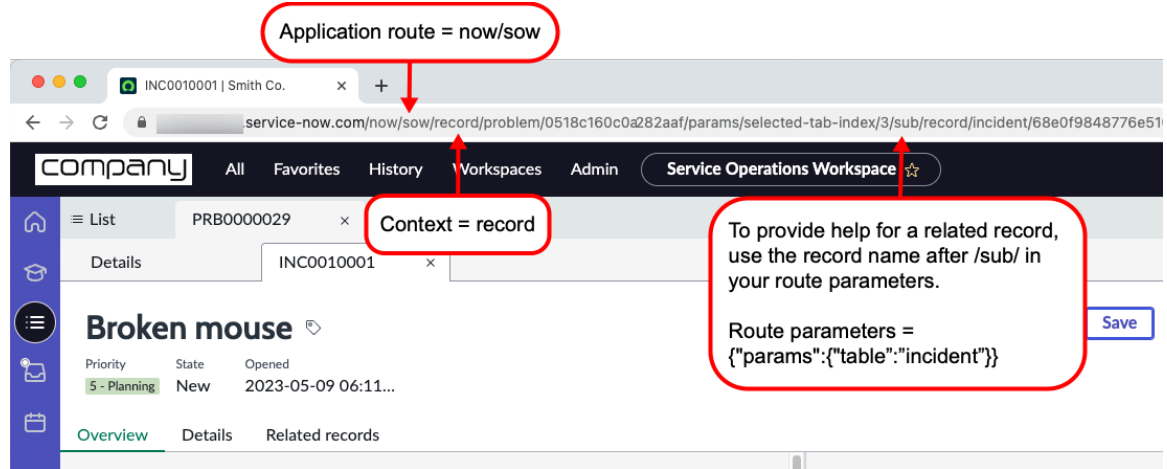 Application route = now/sow
INC0010001 | Smith Co.
.service-now.com/now/sow/record/problem/0518c160c0a282aaf/params/selected-tab-index/3/sub/record/incident/68e0f9848776e510
company All Favorites History Workspaces Admin Service Operations Workspace
List PRB0000029
Context = record
Details INC0010001
To provide help for a related record,
use the record name after /sub/ in
your route parameters.
Route parameters =
{"params":{"table":”incident”}}
Broken mouse
Save
Priority State Opened
5 - Planning New 2023-05-09 06:11...
Overview Details Related records